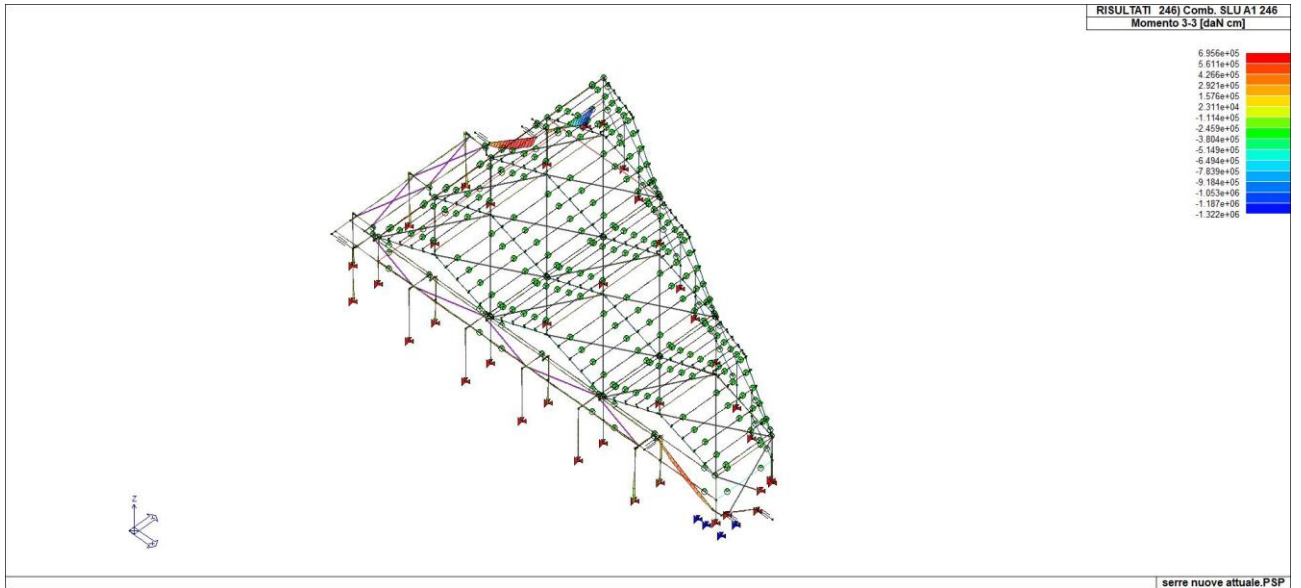 RISULTATI 246) Comb. SLU A1 246
Momento 3-3 [daN cm]
6.956e+05
5.611e+05
4.266e+05
2.921e+05
1.576e+05
2.311e+04
-1.114e+05
-2.459e+05
-3.804e+05
-5.149e+05
-6.494e+05
-7.839e+05
-9.184e+05
-1.053e+06
-1.187e+06
-1.322e+06
Z
serre nuove attuale.PSP